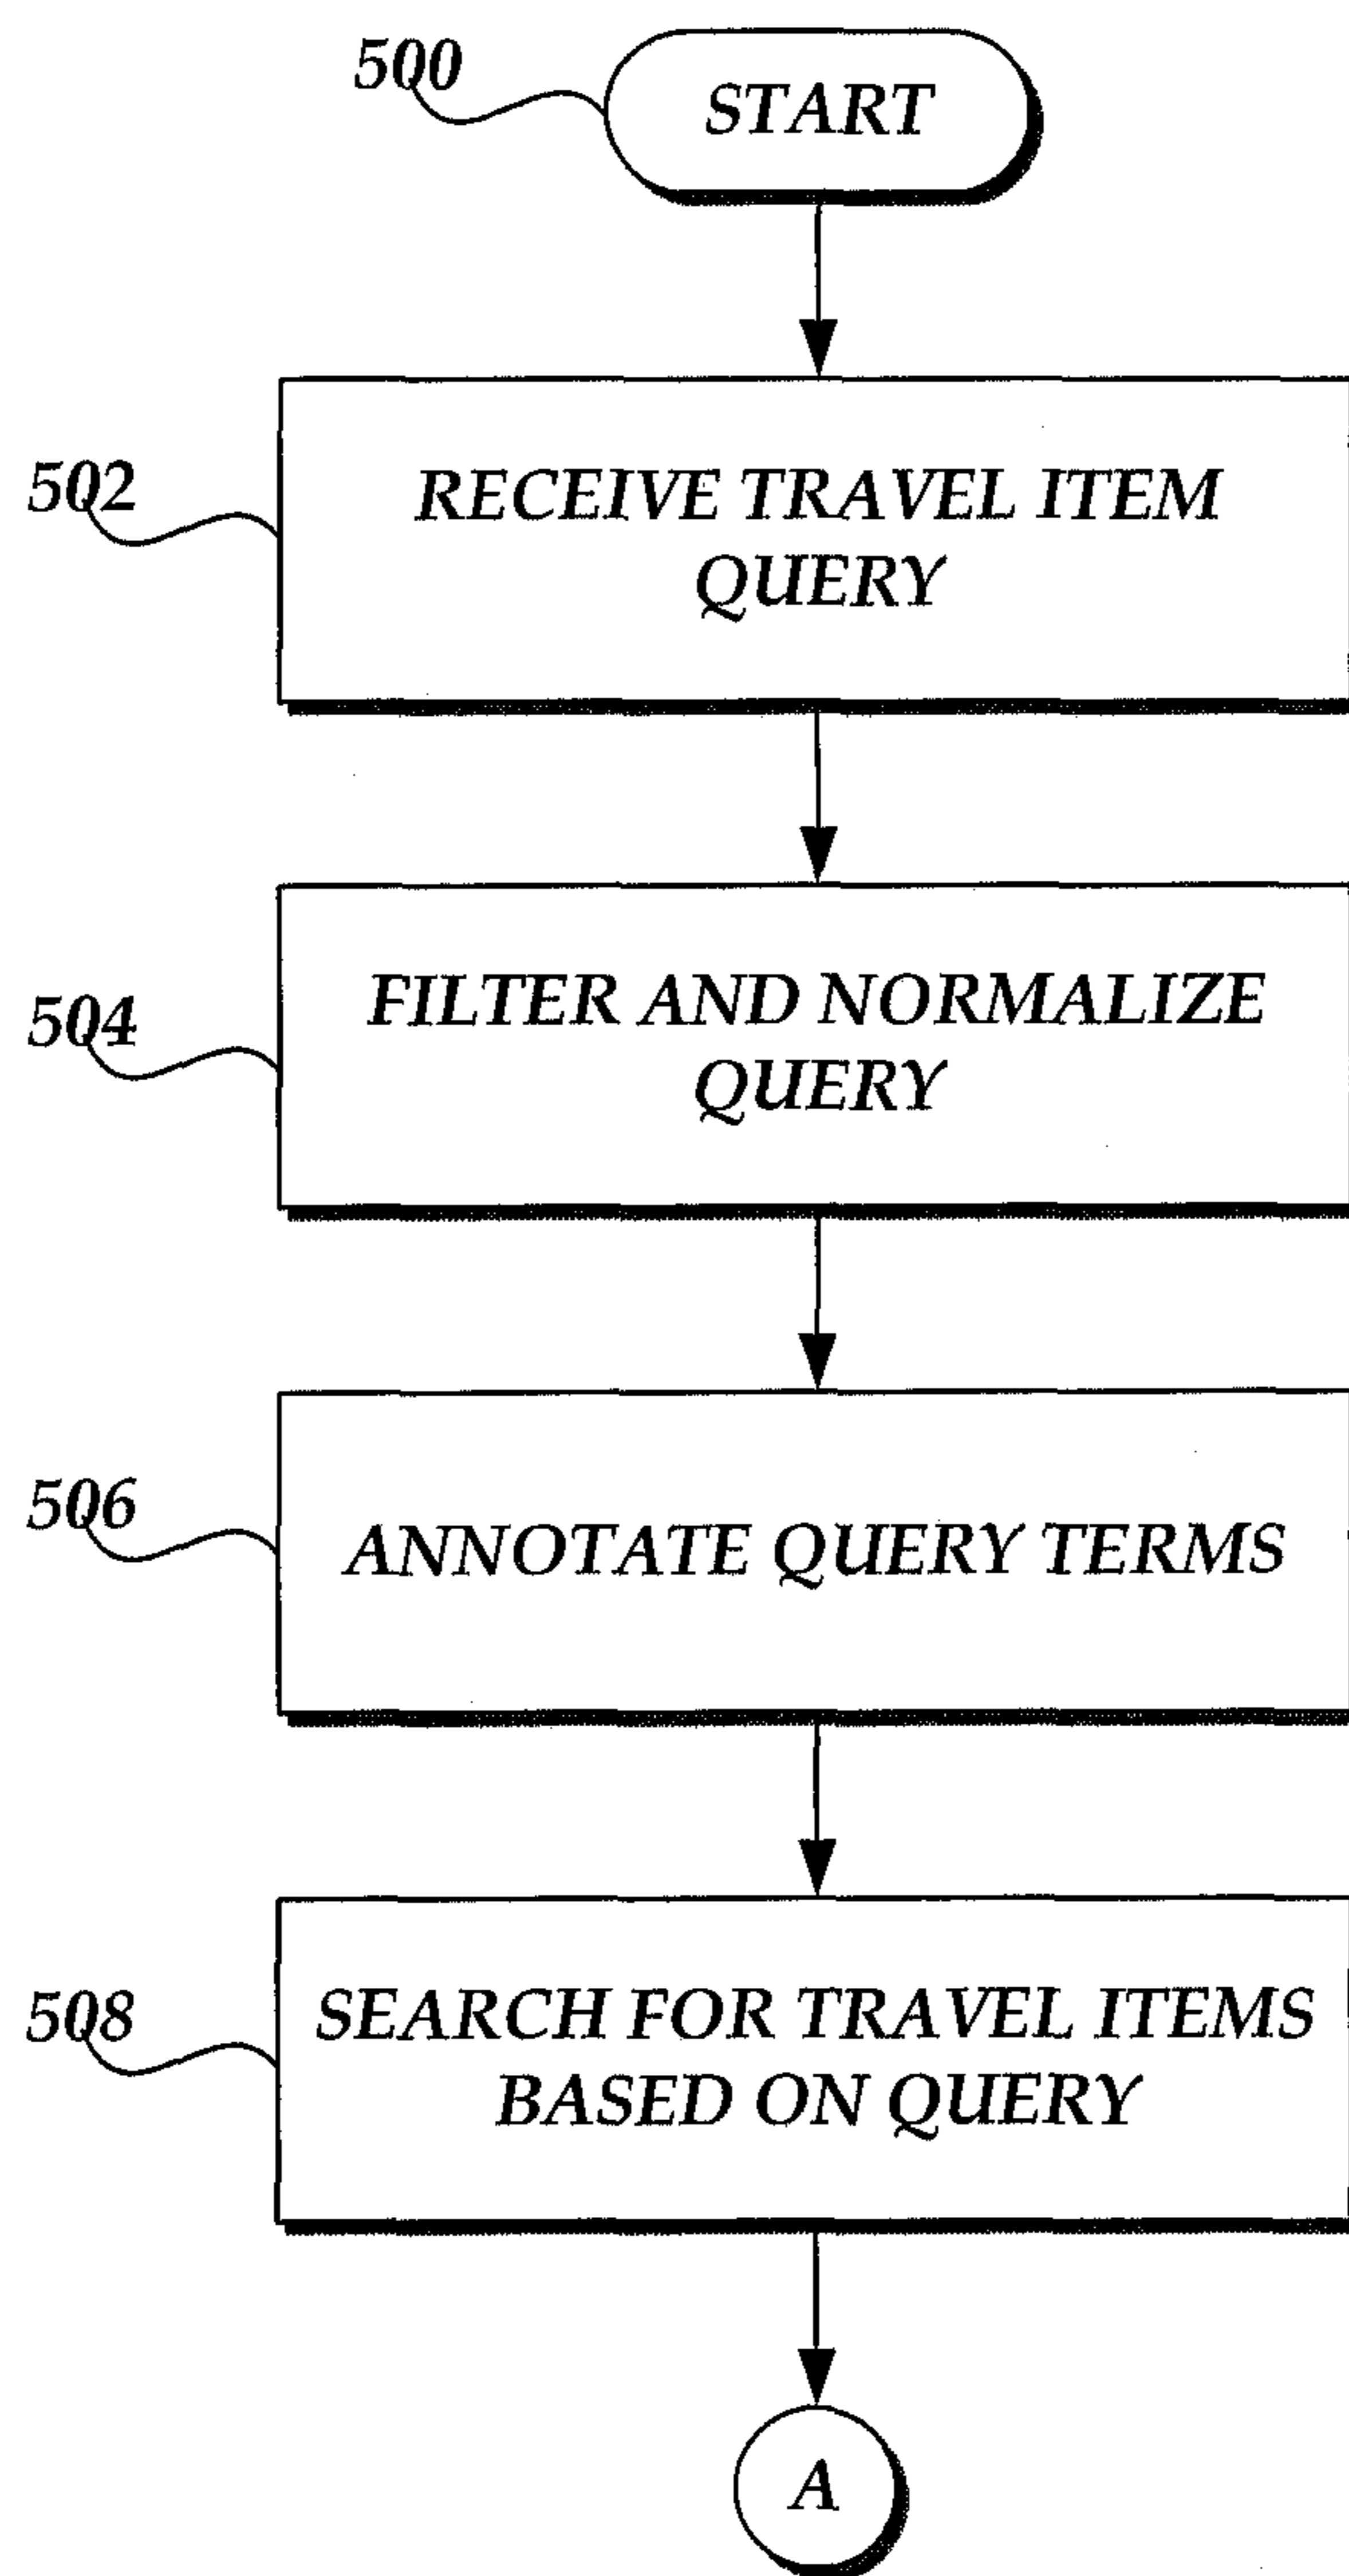 500
START
502
RECEIVE TRAVEL ITEM
QUERY
504
FILTER AND NORMALIZE
QUERY
506
ANNOTATE QUERY TERMS
508
SEARCH FOR TRAVEL ITEMS
BASED ON QUERY
A